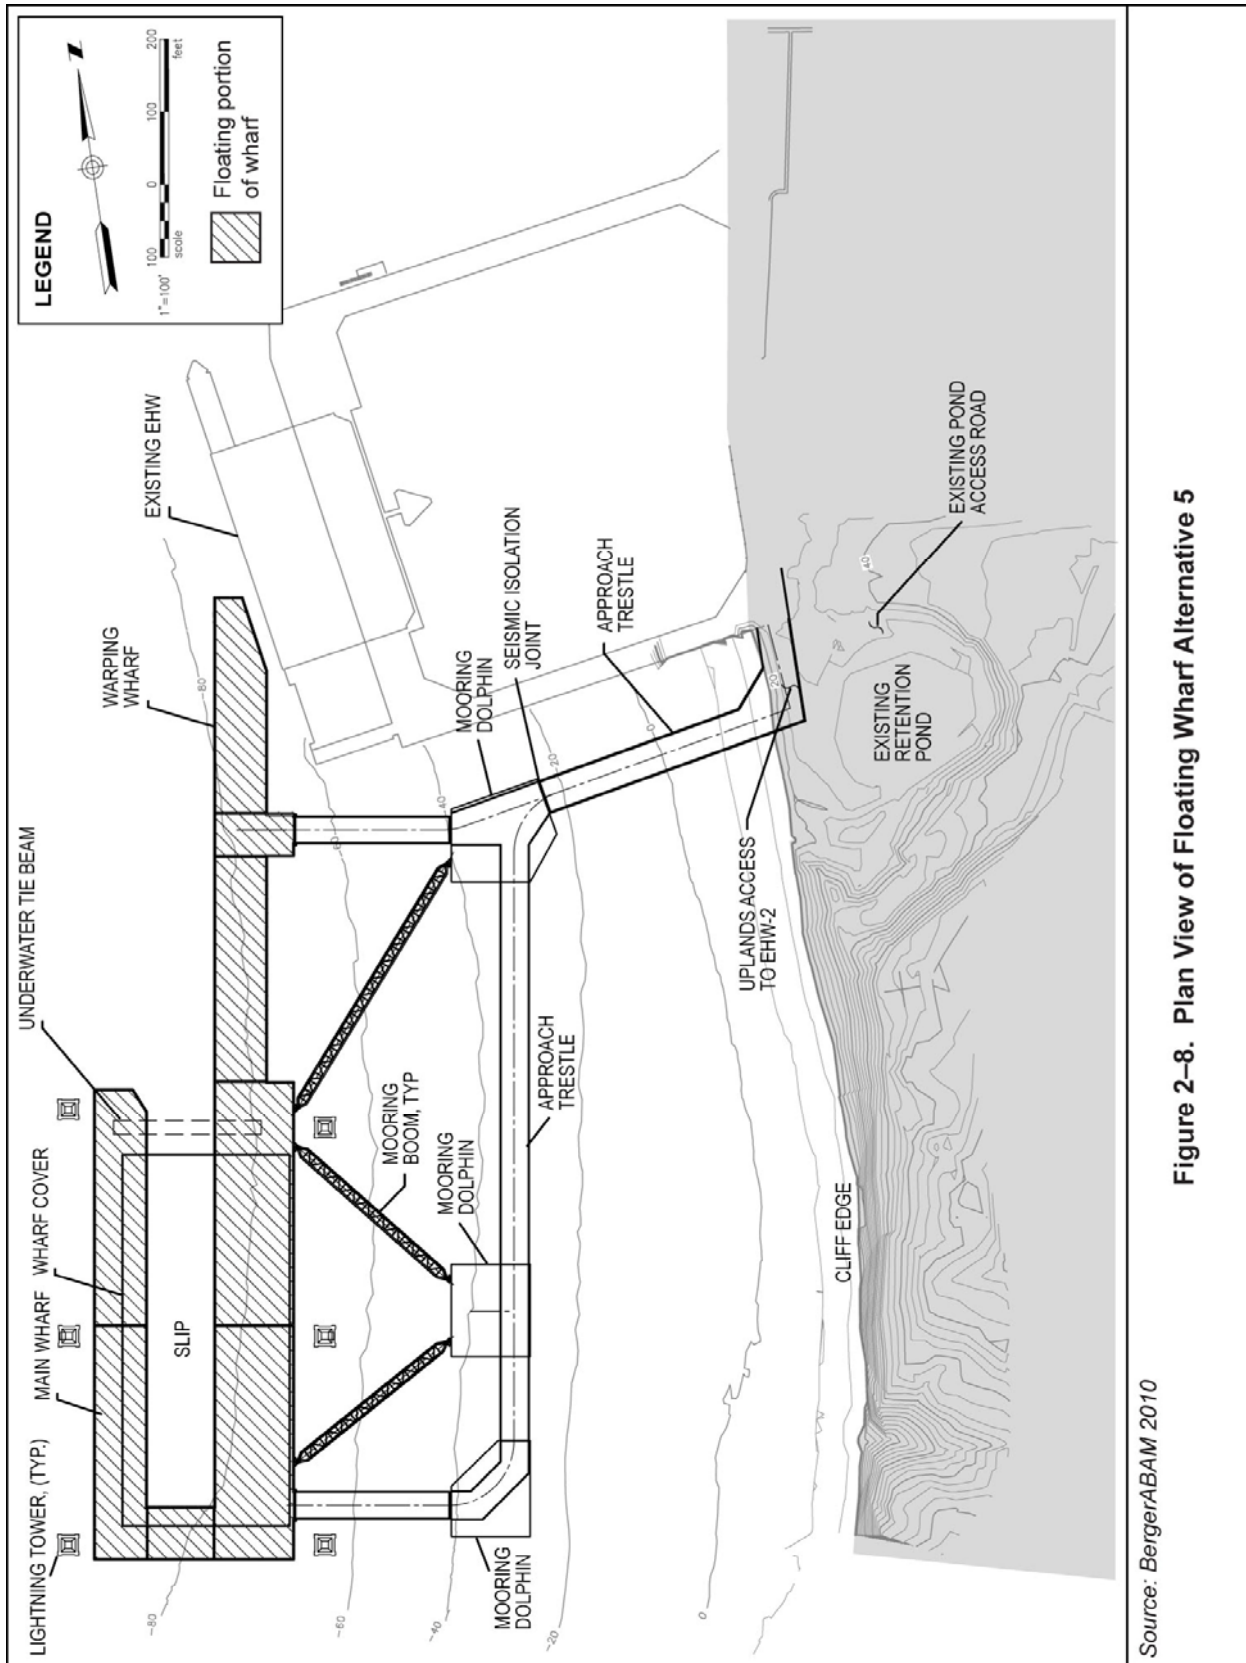 LEGEND
N
100
0
100
200
1"=100'
scale
feet
Floating portion
of wharf
LIGHTNING TOWER, (TYP.)
MAIN WHARF
WHARF COVER
UNDERWATER TIE BEAM
WARPING
WHARF
EXISTING EHW
SLIP
-80
-80
-60
-60
-40
-40
-20
-20
0
0
MOORING
DOLPHIN
SEISMIC ISOLATION
JOINT
APPROACH
TRESTLE
MOORING
BOOM, TYP
MOORING
DOLPHIN
APPROACH
TRESTLE
MOORING
DOLPHIN
UPLANDS ACCESS
TO EHW-2
CLIFF EDGE
20
40
EXISTING
RETENTION
POND
EXISTING POND
ACCESS ROAD
Source: BergerABAM 2010
Figure 2–8. Plan View of Floating Wharf Alternative 5